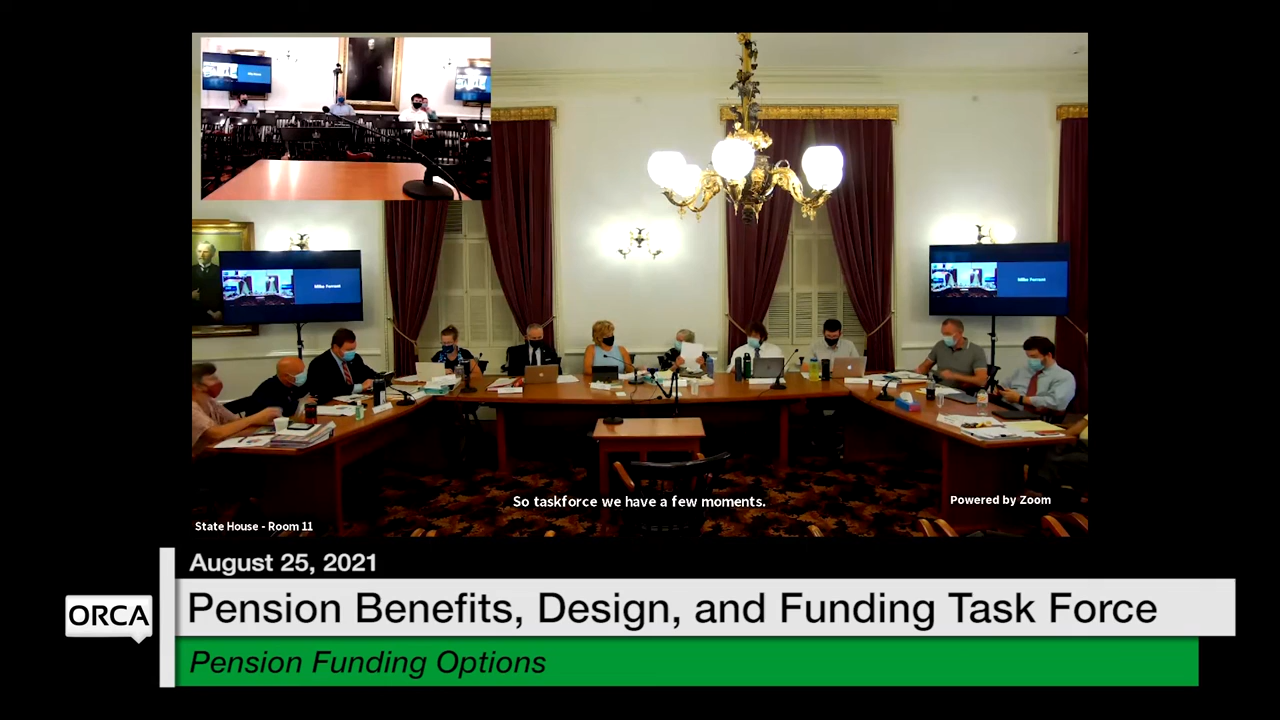 So taskforce we have a few moments.
Powered by Zoom
State House - Room 11
August 25, 2021
ORCA
Pension Benefits, Design, and Funding Task Force
Pension Funding Options